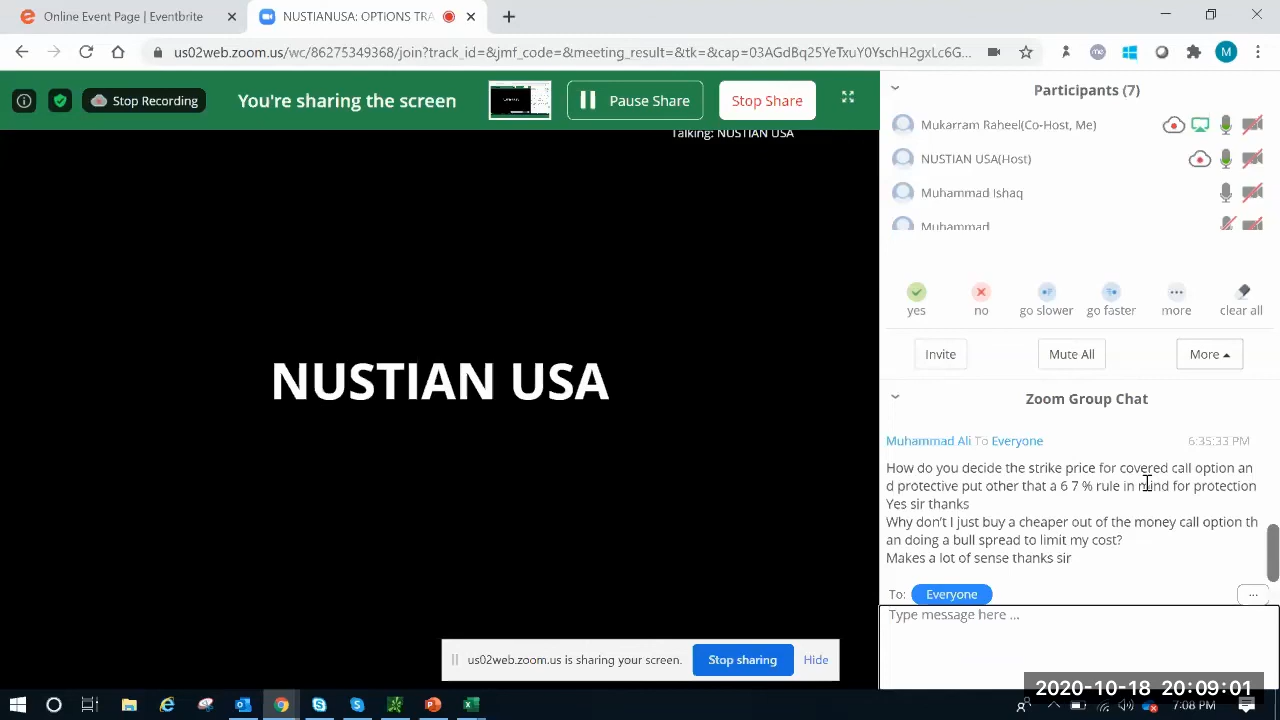 Online Event Page | Eventbrite
NUSTIANUSA: OPTIONS TRA
us02web.zoom.us/wc/86275349368/join?track_id=&jmf_code=&meeting_result=&tk=&cap=03AGdBq25YeTxuY0YschH2gxLc6G...
M
Stop Recording
You're sharing the screen
Pause Share
Stop Share
Talking: NUSTIAN USA
NUSTIAN USA
us02web.zoom.us is sharing your screen.
Stop sharing
Hide
Participants (7)
Mukarram Raheel(Co-Host, Me)
NUSTIAN USA(Host)
Muhammad Ishaq
Muhammad
yes
no
go slower
go faster
more
clear all
Invite
Mute All
More
Zoom Group Chat
Muhammad Ali To Everyone
6:35:33 PM
How do you decide the strike price for covered call option an
d protective put other that a 6 7 % rule in mind for protection
Yes sir thanks
Why don't I just buy a cheaper out of the money call option th
an doing a bull spread to limit my cost?
Makes a lot of sense thanks sir
To: Everyone
Type message here ...
2020-10-18 20:09:01
7:08 PM